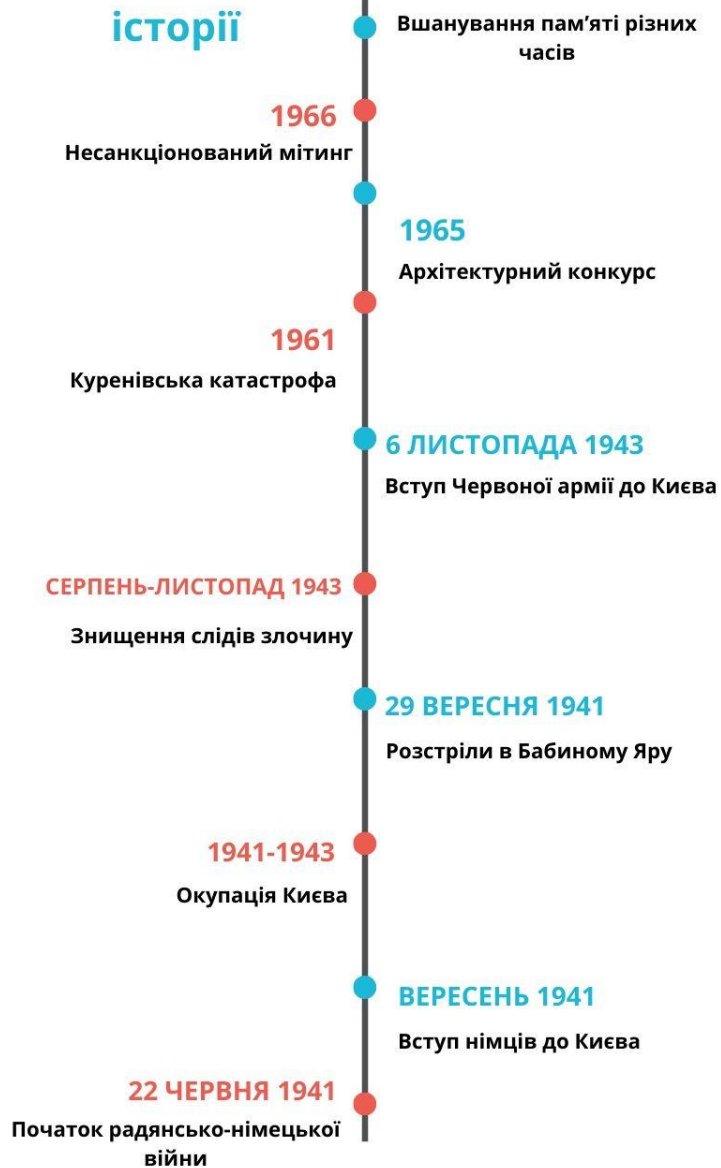 історії
Вшанування пам’яті різних
часів
1966
Несанкціонований мітинг
1965
Архітектурний конкурс
1961
Куренівська катастрофа
6 ЛИСТОПАДА 1943
Вступ Червоної армії до Києва
СЕРПЕНЬ-ЛИСТОПАД 1943
Знищення слідів злочину
29 ВЕРЕСНЯ 1941
Розстріли в Бабиному Яру
1941-1943
Окупація Києва
ВЕРЕСЕНЬ 1941
Вступ німців до Києва
22 ЧЕРВНЯ 1941
Початок радянсько-німецької
війни